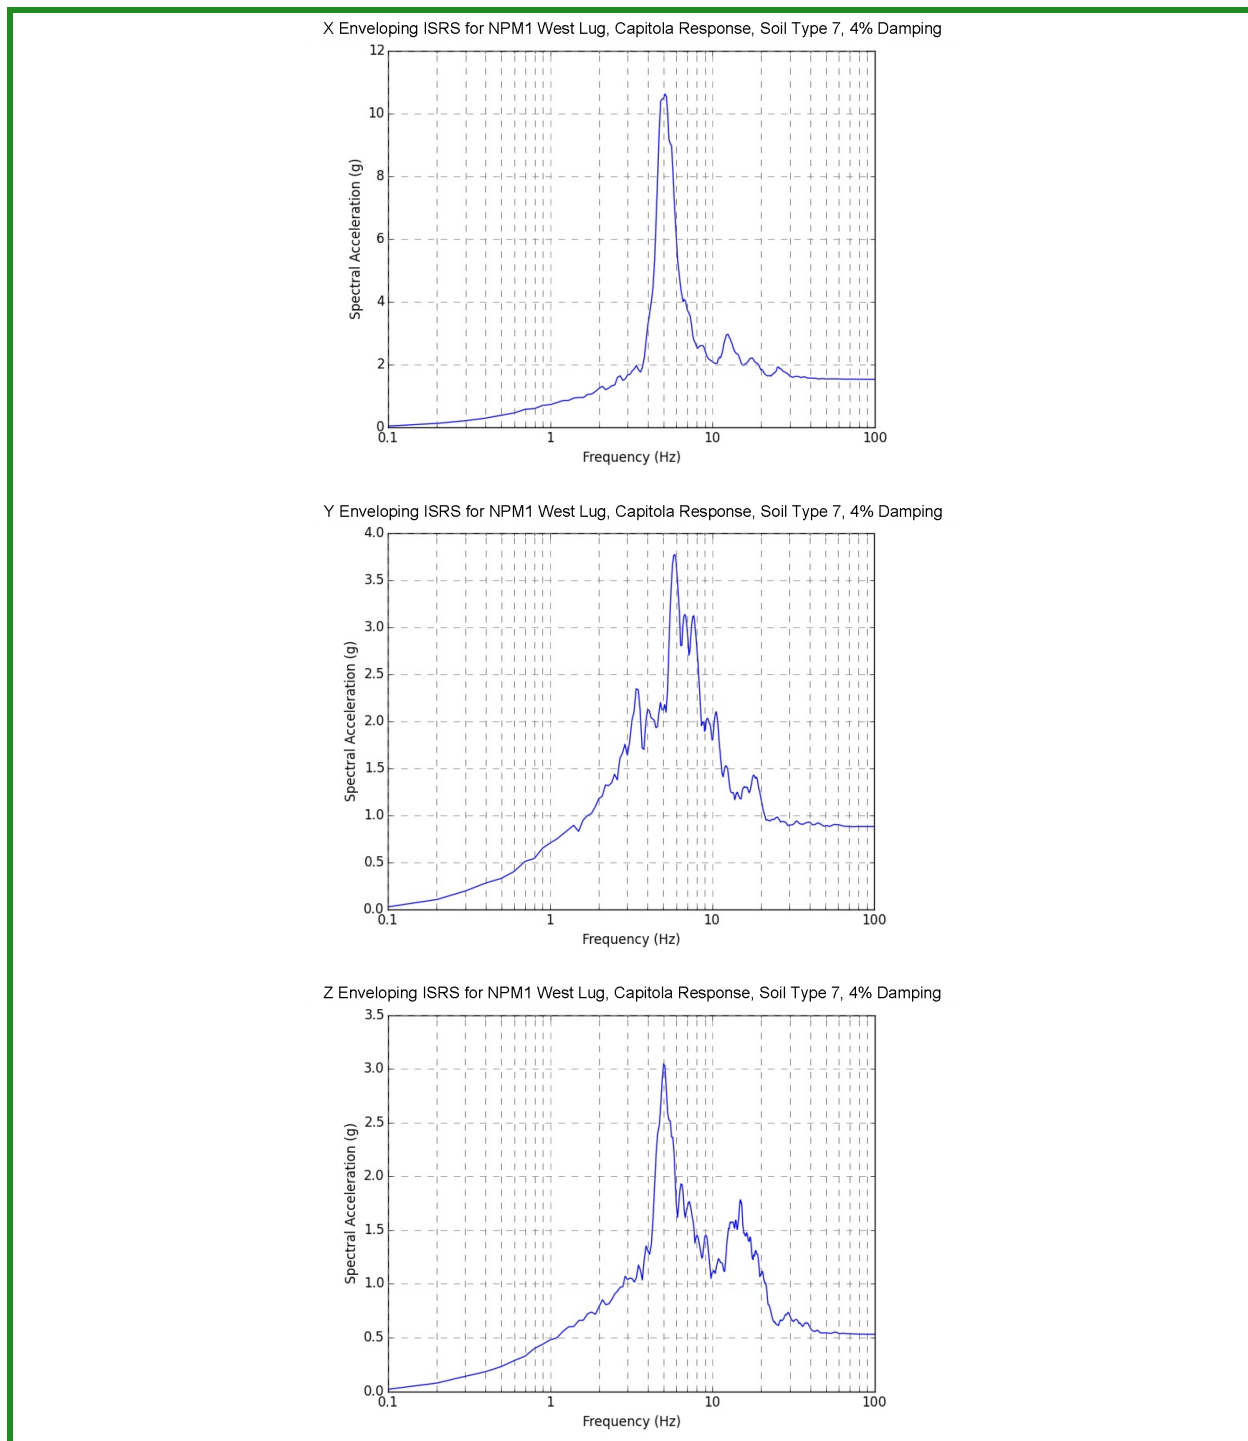 X Enveloping ISRS for NPM1 West Lug, Capitola Response, Soil Type 7, 4% Damping
12
10
8
6
4
2
0
Spectral Acceleration (g)
0.1 1 10 100
Frequency (Hz)
Y Enveloping ISRS for NPM1 West Lug, Capitola Response, Soil Type 7, 4% Damping
4.0
3.5
3.0
2.5
2.0
1.5
1.0
0.5
0.0
Spectral Acceleration (g)
0.1 1 10 100
Frequency (Hz)
Z Enveloping ISRS for NPM1 West Lug, Capitola Response, Soil Type 7, 4% Damping
3.5
3.0
2.5
2.0
1.5
1.0
0.5
0.0
Spectral Acceleration (g)
0.1 1 10 100
Frequency (Hz)